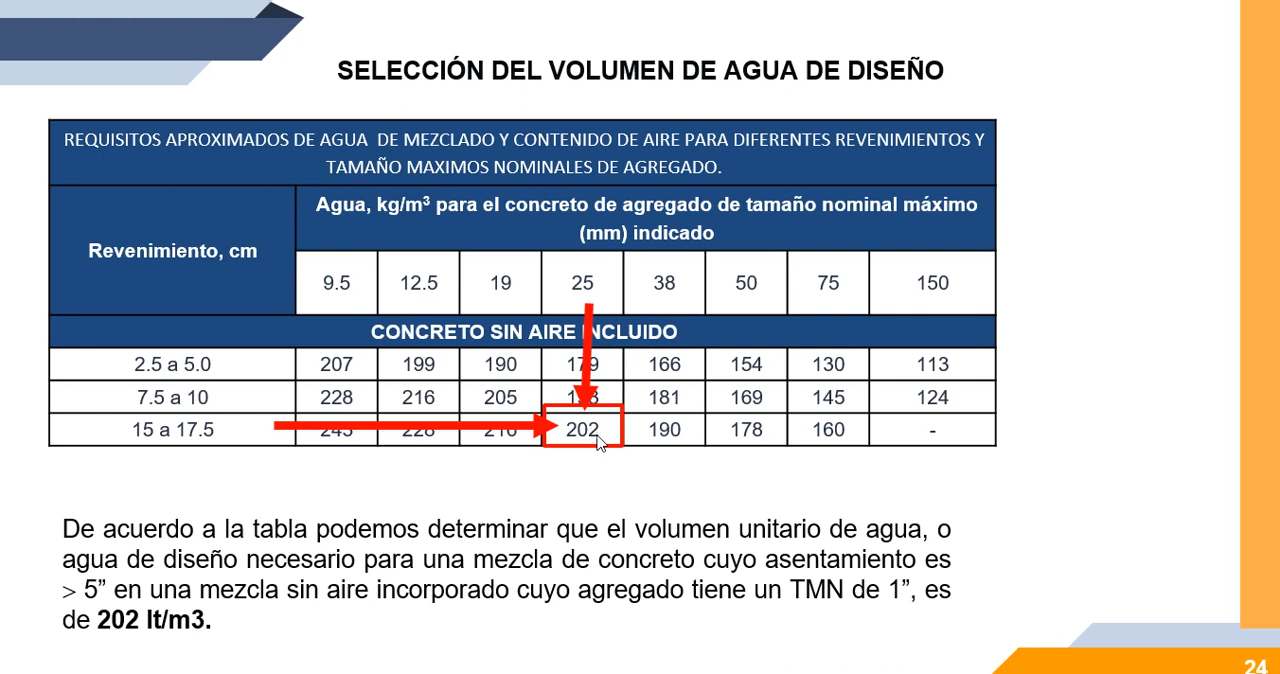 SELECCIÓN DEL VOLUMEN DE AGUA DE DISEÑO
REQUISITOS APROXIMADOS DE AGUA DE MEZCLADO Y CONTENIDO DE AIRE PARA DIFERENTES REVENIMIENTOS Y
TAMAÑO MAXIMOS NOMINALES DE AGREGADO.
Revenimiento, cm
Agua, kg/m³ para el concreto de agregado de tamaño nominal máximo
(mm) indicado
9.5 12.5 19 25 38 50 75 150
CONCRETO SIN AIRE INCLUIDO
2.5 a 5.0 207 199 190 179 166 154 130 113
7.5 a 10 228 216 205 181 169 145 124
15 a 17.5 202 190 178 160 -
De acuerdo a la tabla podemos determinar que el volumen unitario de agua, o
agua de diseño necesario para una mezcla de concreto cuyo asentamiento es
> 5” en una mezcla sin aire incorporado cuyo agregado tiene un TMN de 1”, es
de 202 lt/m3.
24